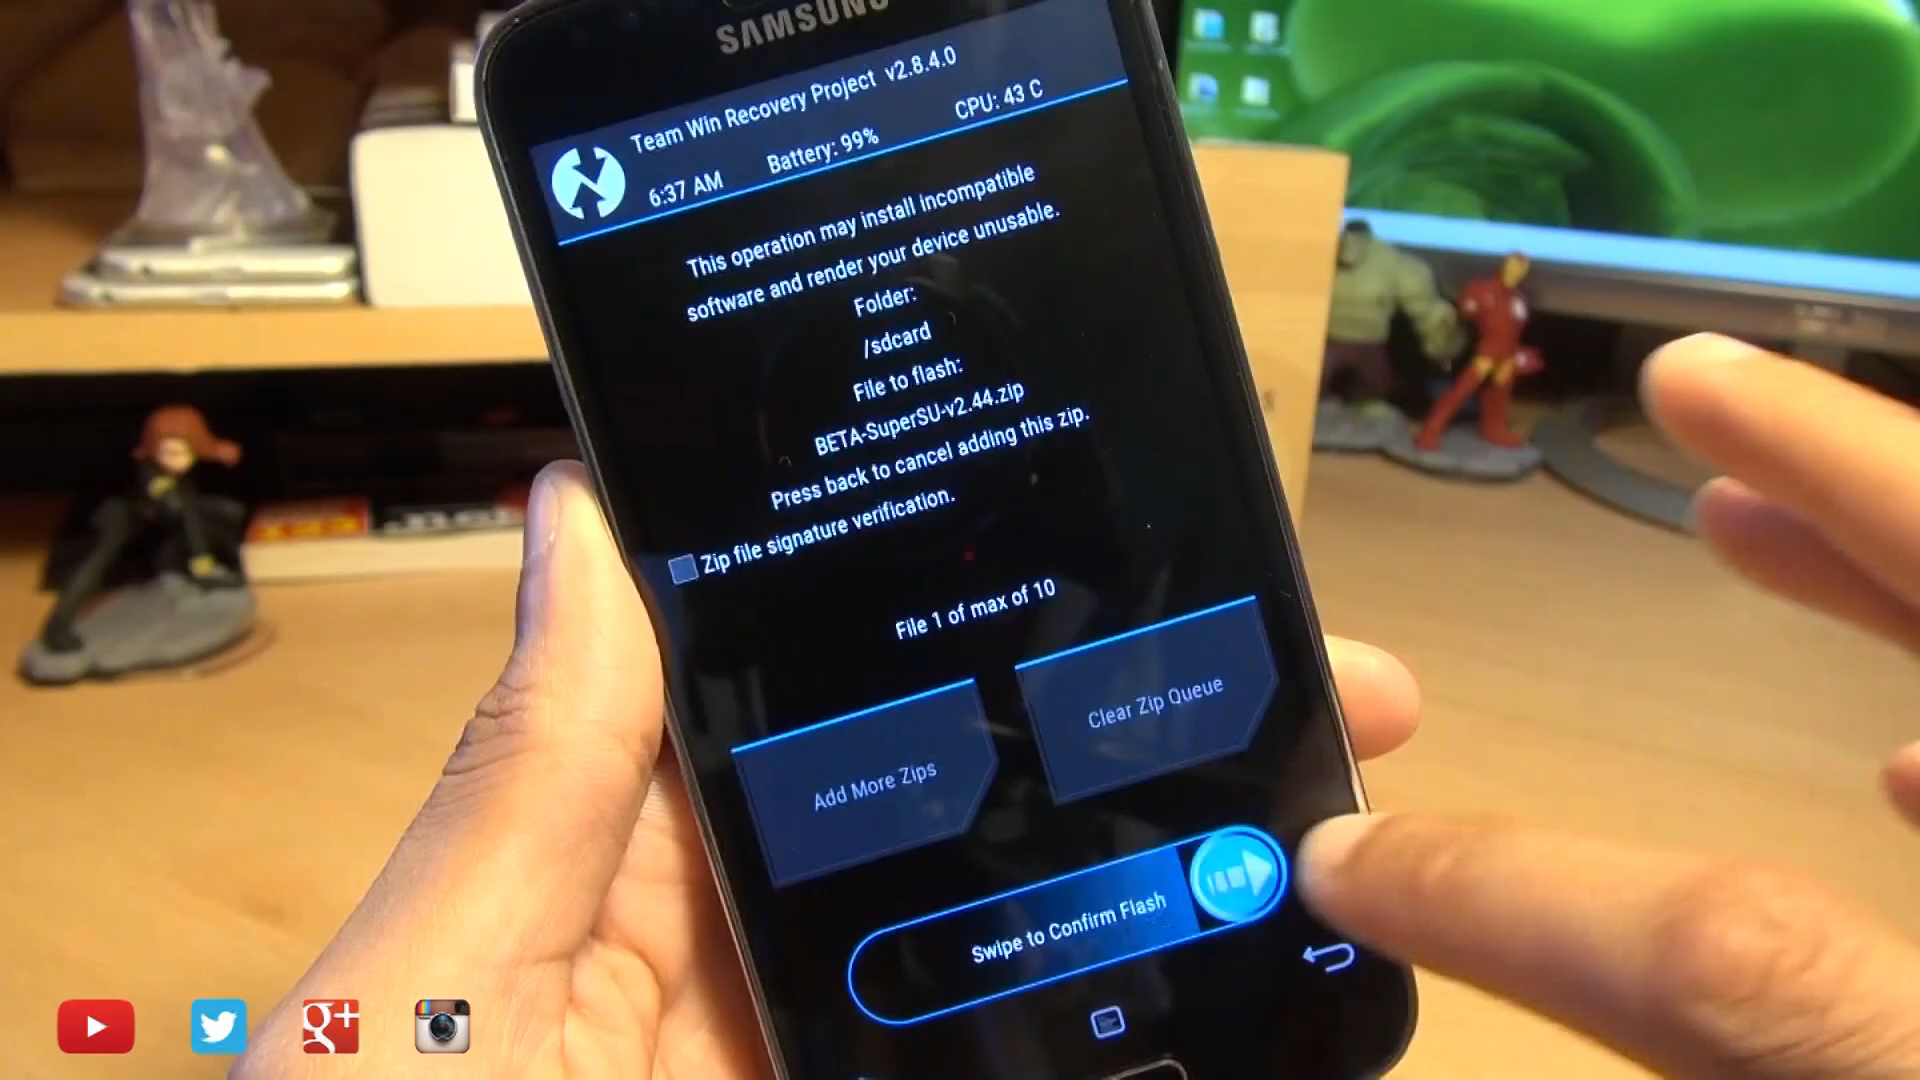 SAMSUNG
Team Win Recovery Project v2.8.4.0
6:37 AM Battery: 99% CPU: 43 C
This operation may install incompatible
software and render your device unusable.
Folder:
/sdcard
File to flash:
BETA-SuperSU-v2.44.zip
Press back to cancel adding this zip.
Zip file signature verification.
File 1 of max of 10
Add More Zips
Clear Zip Queue
Swipe to Confirm Flash
g+